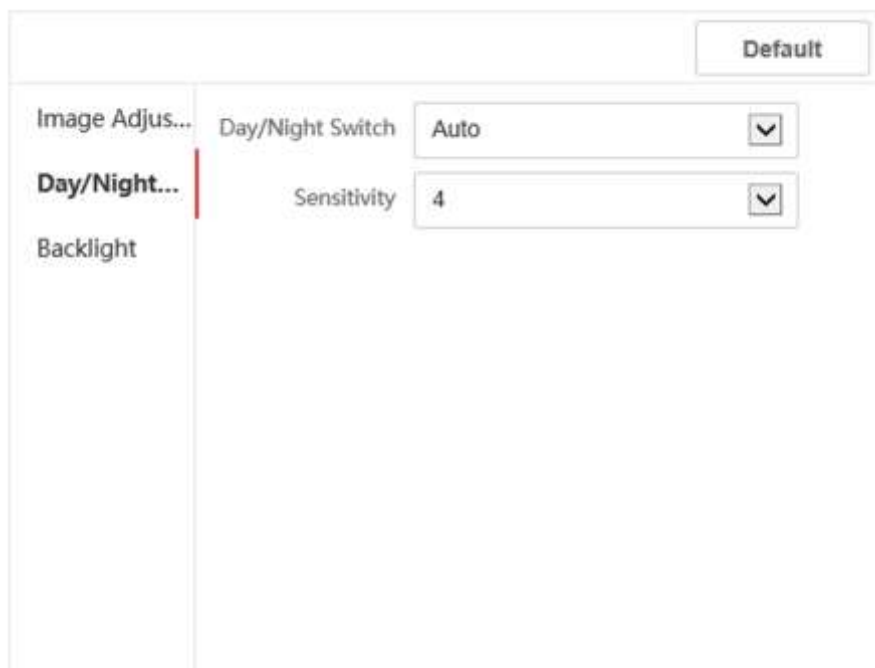 Default
Image Adjus...
Day/Night...
Backlight
Day/Night Switch Auto
Sensitivity 4